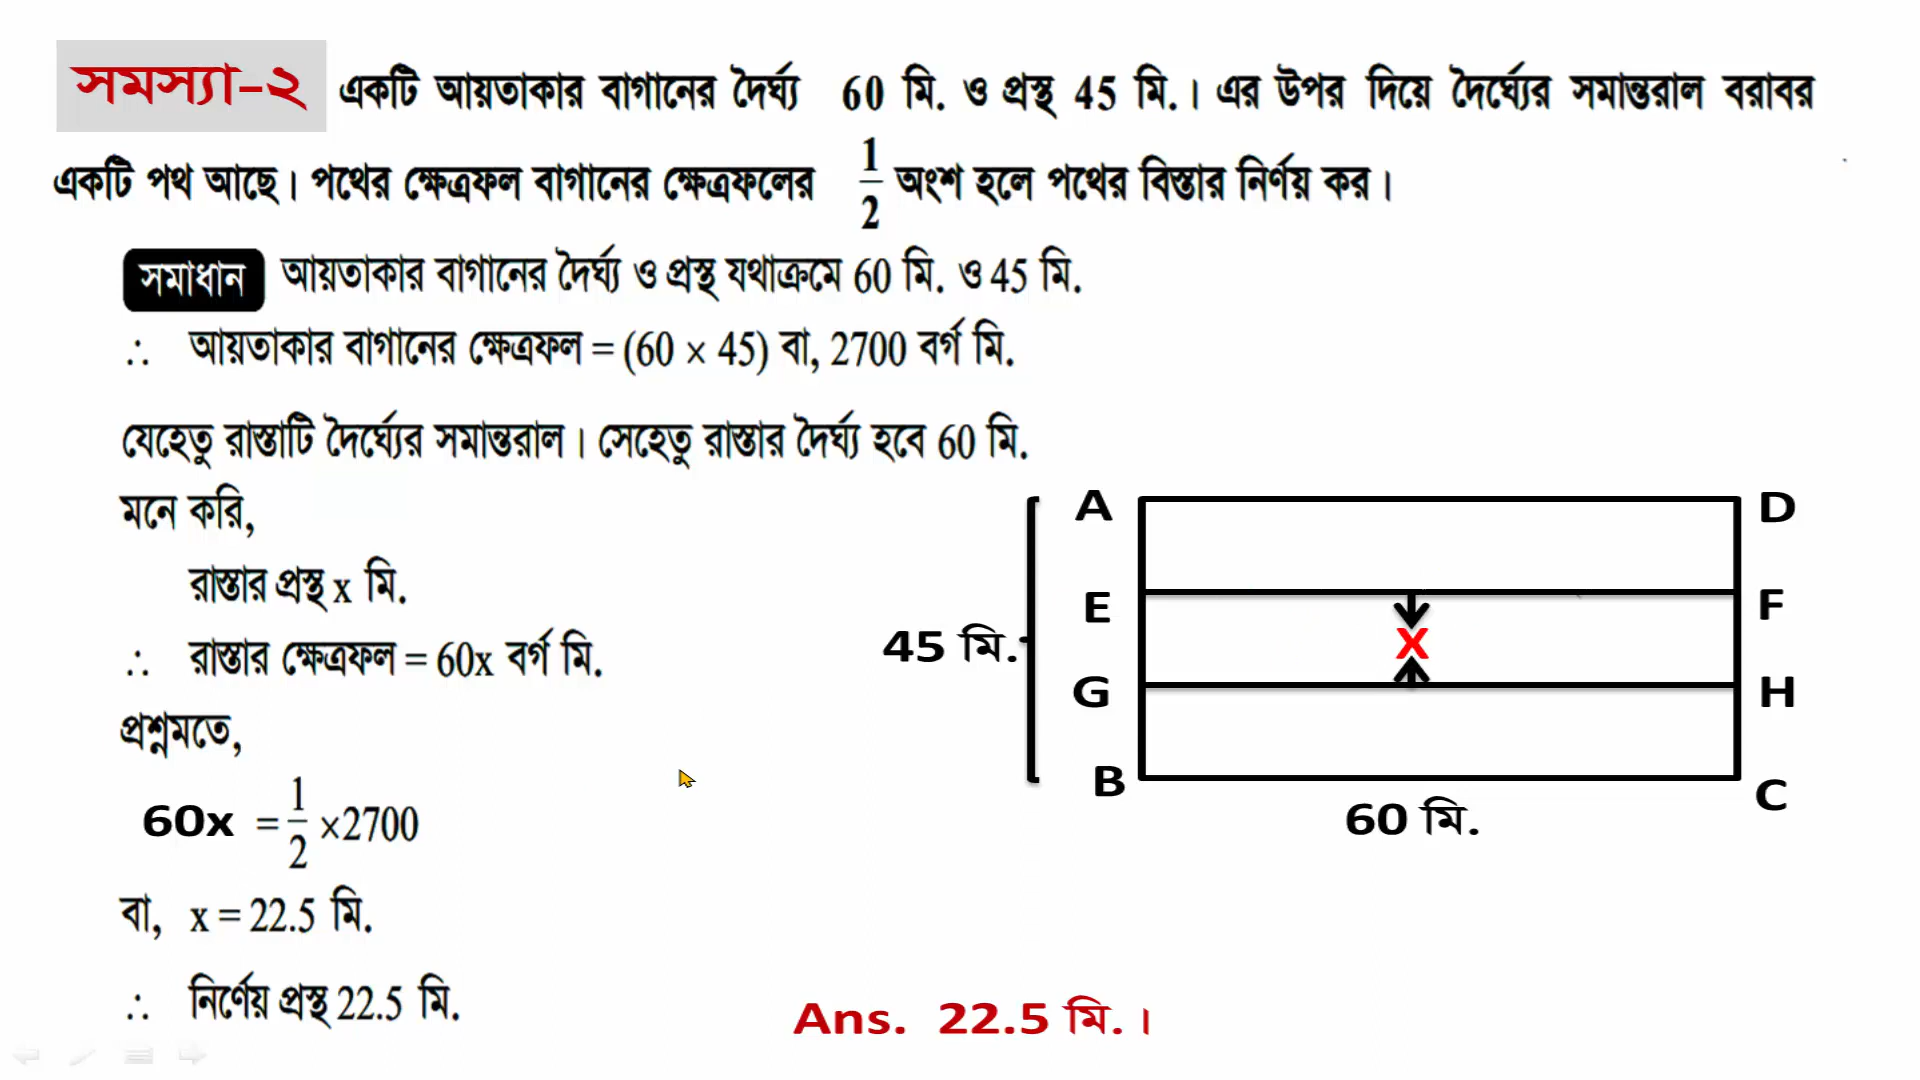 সমস্যা-২ একটি আয়তাকার বাগানের দৈর্ঘ্য 60 মি. ও প্রস্থ 45 মি.। এর উপর দিয়ে দৈর্ঘ্যের সমান্তরাল বরাবর
একটি পথ আছে। পথের ক্ষেত্রফল বাগানের ক্ষেত্রফলের 1/2 অংশ হলে পথের বিস্তার নির্ণয় কর।
সমাধান আয়তাকার বাগানের দৈর্ঘ্য ও প্রস্থ যথাক্রমে 60 মি. ও 45 মি.
∴ আয়তাকার বাগানের ক্ষেত্রফল = (60 × 45) বা, 2700 বর্গ মি.
যেহেতু রাস্তাটি দৈর্ঘ্যের সমান্তরাল। সেহেতু রাস্তার দৈর্ঘ্য হবে 60 মি.
মনে করি,
রাস্তার প্রস্থ x মি.
∴ রাস্তার ক্ষেত্রফল = 60x বর্গ মি.
প্রশ্নমতে,
60x = 1/2 ×2700
বা, x = 22.5 মি.
∴ নির্ণেয় প্রস্থ 22.5 মি.
A D
E F
X
45 মি.
G H
B C
60 মি.
Ans. 22.5 মি.।